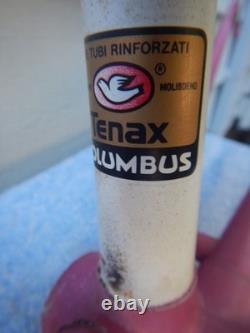 TUBI RINFORZATI
®
MOLIBDENO
Tenax
COLUMBUS
ebay